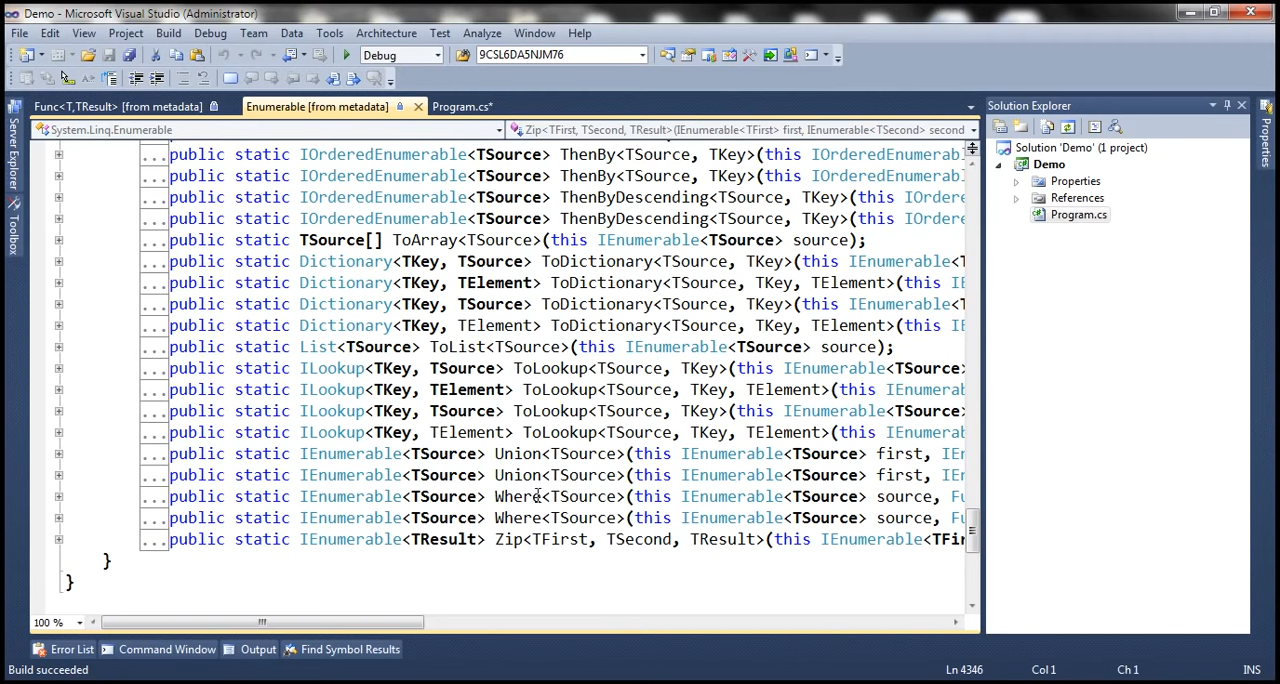 Demo - Microsoft Visual Studio (Administrator)
File Edit View Project Build Debug Team Data Tools Architecture Test Analyze Window Help
Debug 9CSL6DA5NJM76
Func<T,TResult> [from metadata] Enumerable [from metadata] Program.cs*
System.Linq.Enumerable Zip<TFirst, TSecond, TResult>(IEnumerable<TFirst> first, IEnumerable<TSecond> second
public static IOrderedEnumerable<TSource> ThenBy<TSource, TKey>(this IOrderedEnumerabl
public static IOrderedEnumerable<TSource> ThenBy<TSource, TKey>(this IOrderedEnumerabl
public static IOrderedEnumerable<TSource> ThenByDescending<TSource, TKey>(this IOrdere
public static IOrderedEnumerable<TSource> ThenByDescending<TSource, TKey>(this IOrdere
public static TSource[] ToArray<TSource>(this IEnumerable<TSource> source);
public static Dictionary<TKey, TSource> ToDictionary<TSource, TKey>(this IEnumerable<T
public static Dictionary<TKey, TElement> ToDictionary<TSource, TKey, TElement>(this I
public static Dictionary<TKey, TSource> ToDictionary<TSource, TKey>(this IEnumerable<T
public static Dictionary<TKey, TElement> ToDictionary<TSource, TKey, TElement>(this I
public static List<TSource> ToList<TSource>(this IEnumerable<TSource> source);
public static ILookup<TKey, TSource> ToLookup<TSource, TKey>(this IEnumerable<TSource>
public static ILookup<TKey, TElement> ToLookup<TSource, TKey, TElement>(this IEnumerab
public static ILookup<TKey, TSource> ToLookup<TSource, TKey>(this IEnumerable<TSource>
public static ILookup<TKey, TElement> ToLookup<TSource, TKey, TElement>(this IEnumerab
public static IEnumerable<TSource> Union<TSource>(this IEnumerable<TSource> first, IEn
public static IEnumerable<TSource> Union<TSource>(this IEnumerable<TSource> first, IEn
public static IEnumerable<TSource> Where<TSource>(this IEnumerable<TSource> source, Fu
public static IEnumerable<TSource> Where<TSource>(this IEnumerable<TSource> source, Fu
public static IEnumerable<TResult> Zip<TFirst, TSecond, TResult>(this IEnumerable<TFir
}
}
100 %
Solution Explorer
Solution 'Demo' (1 project)
Demo
Properties
References
Program.cs
Server Explorer
Toolbox
Properties
Error List Command Window Output Find Symbol Results
Build succeeded Ln 4346 Col 1 Ch 1 INS